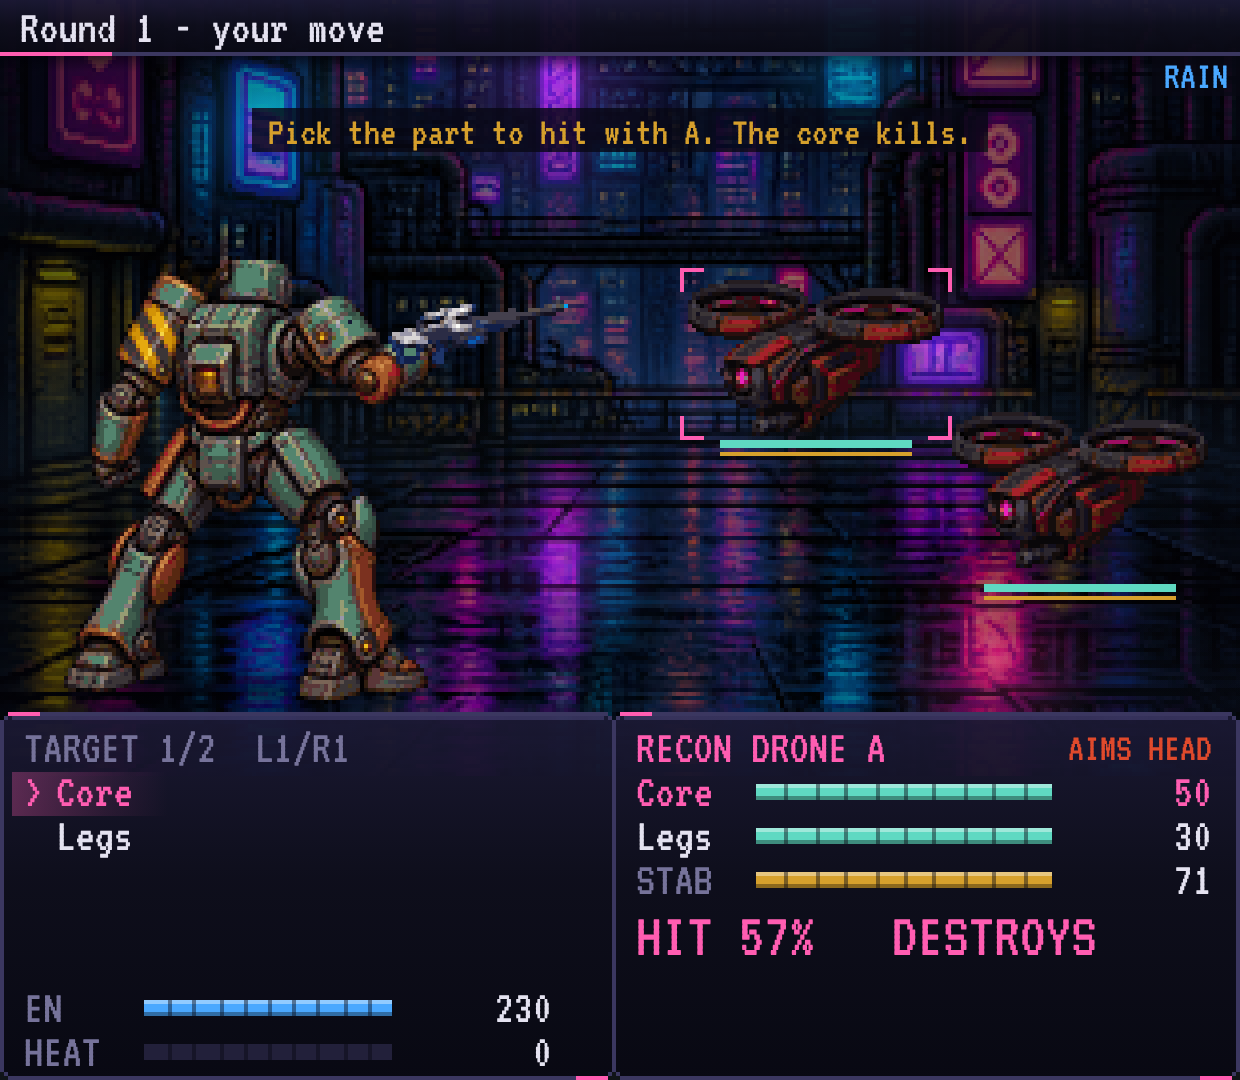 Round 1 - your move
RAIN
Pick the part to hit with A. The core kills.
TARGET 1/2 L1/R1
> Core
Legs
EN 230
HEAT 0
RECON DRONE A AIMS HEAD
Core 50
Legs 30
STAB 71
HIT 57% DESTROYS